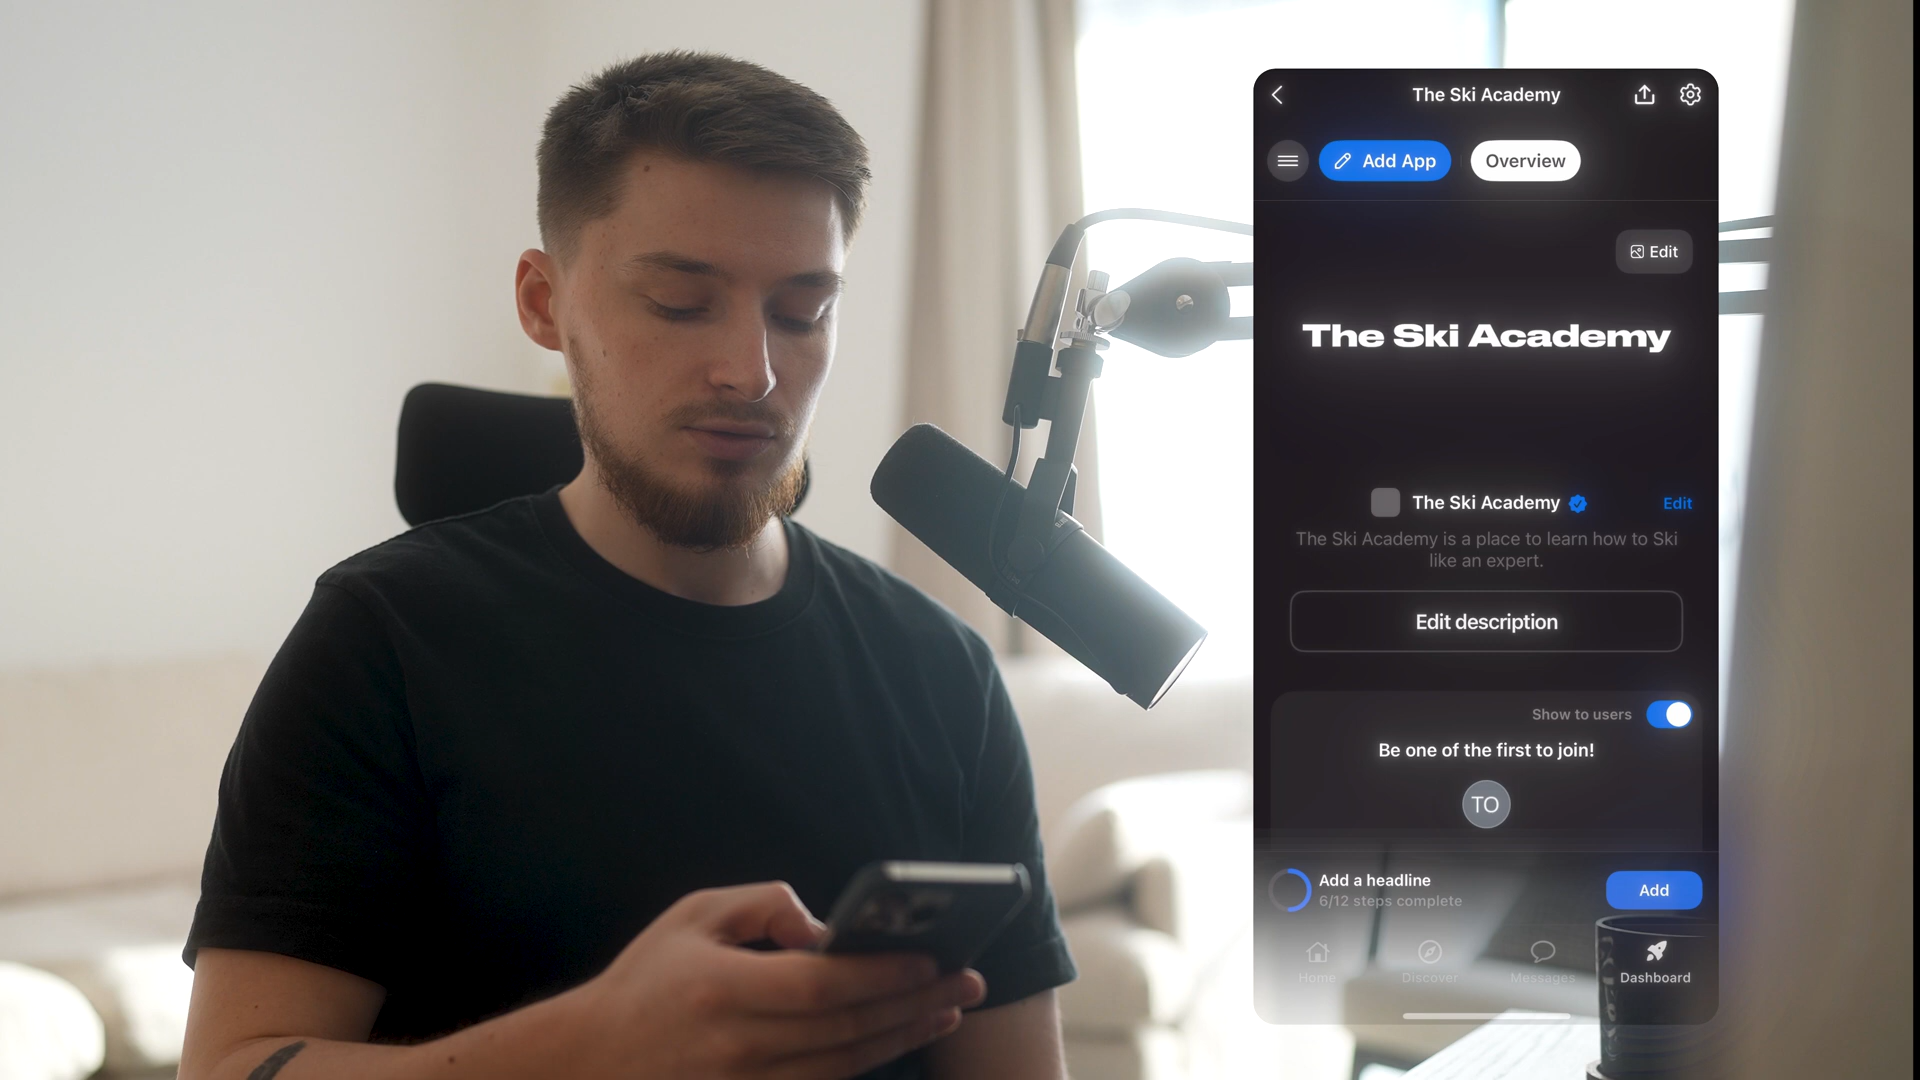 The Ski Academy
Add App
Overview
Edit
The Ski Academy
The Ski Academy
Edit
The Ski Academy is a place to learn how to Ski
like an expert.
Edit description
Show to users
Be one of the first to join!
TO
Add a headline
6/12 steps complete
Add
Home
Discover
Messages
Dashboard